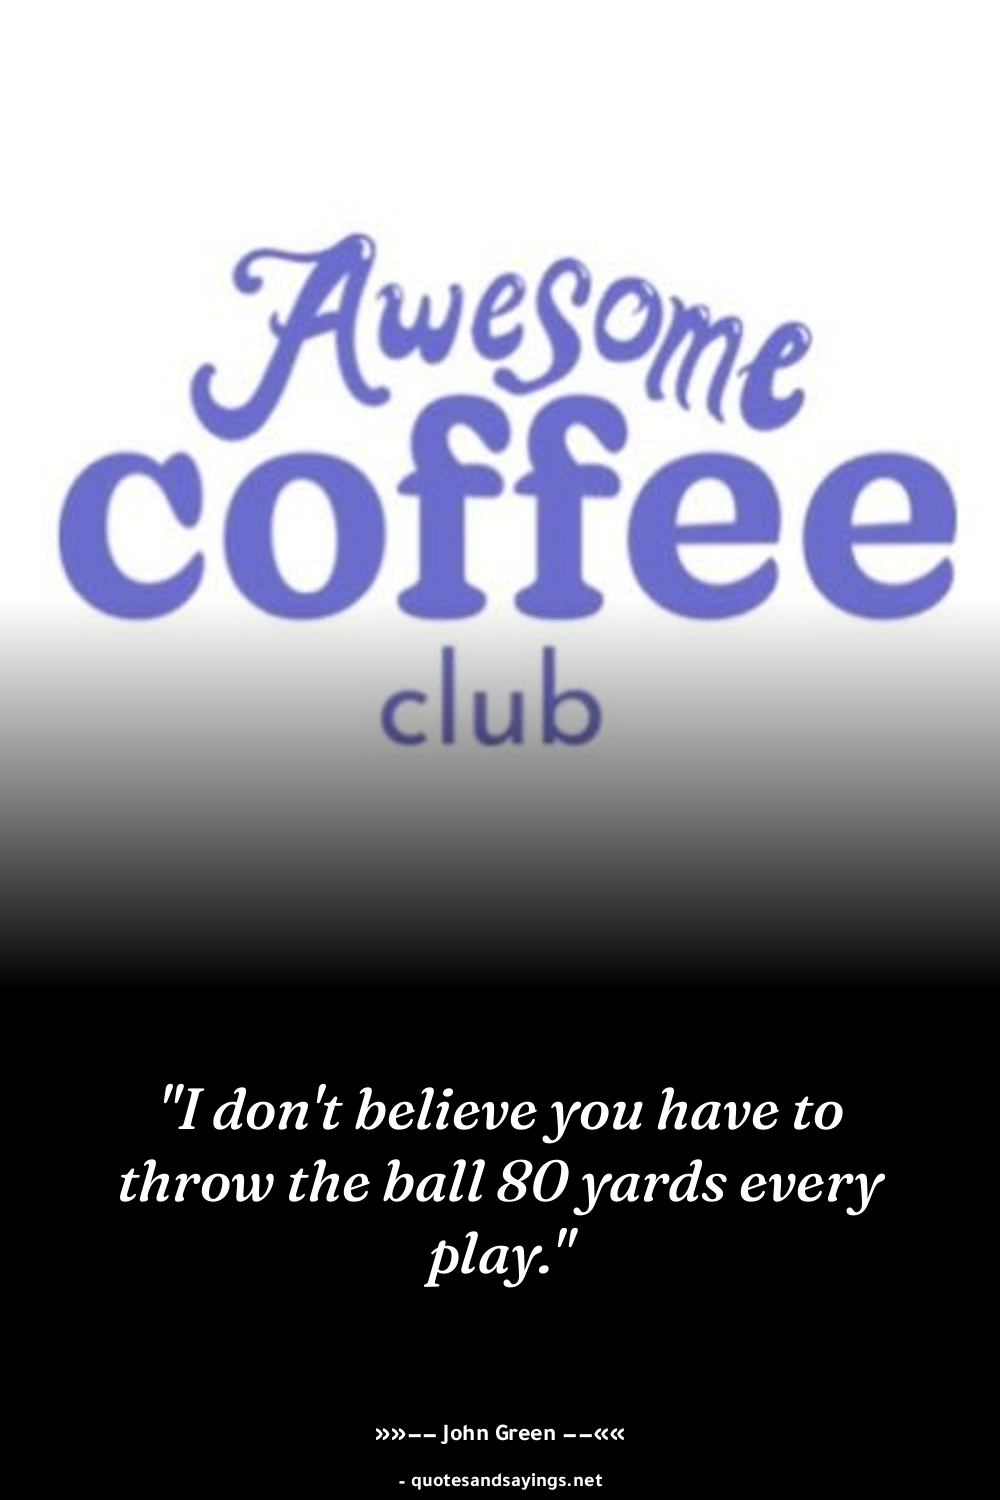 Awesome
coffee
club
"I don't believe you have to
throw the ball 80 yards every
play."
»»−− John Green −−««
- quotesandsayings.net